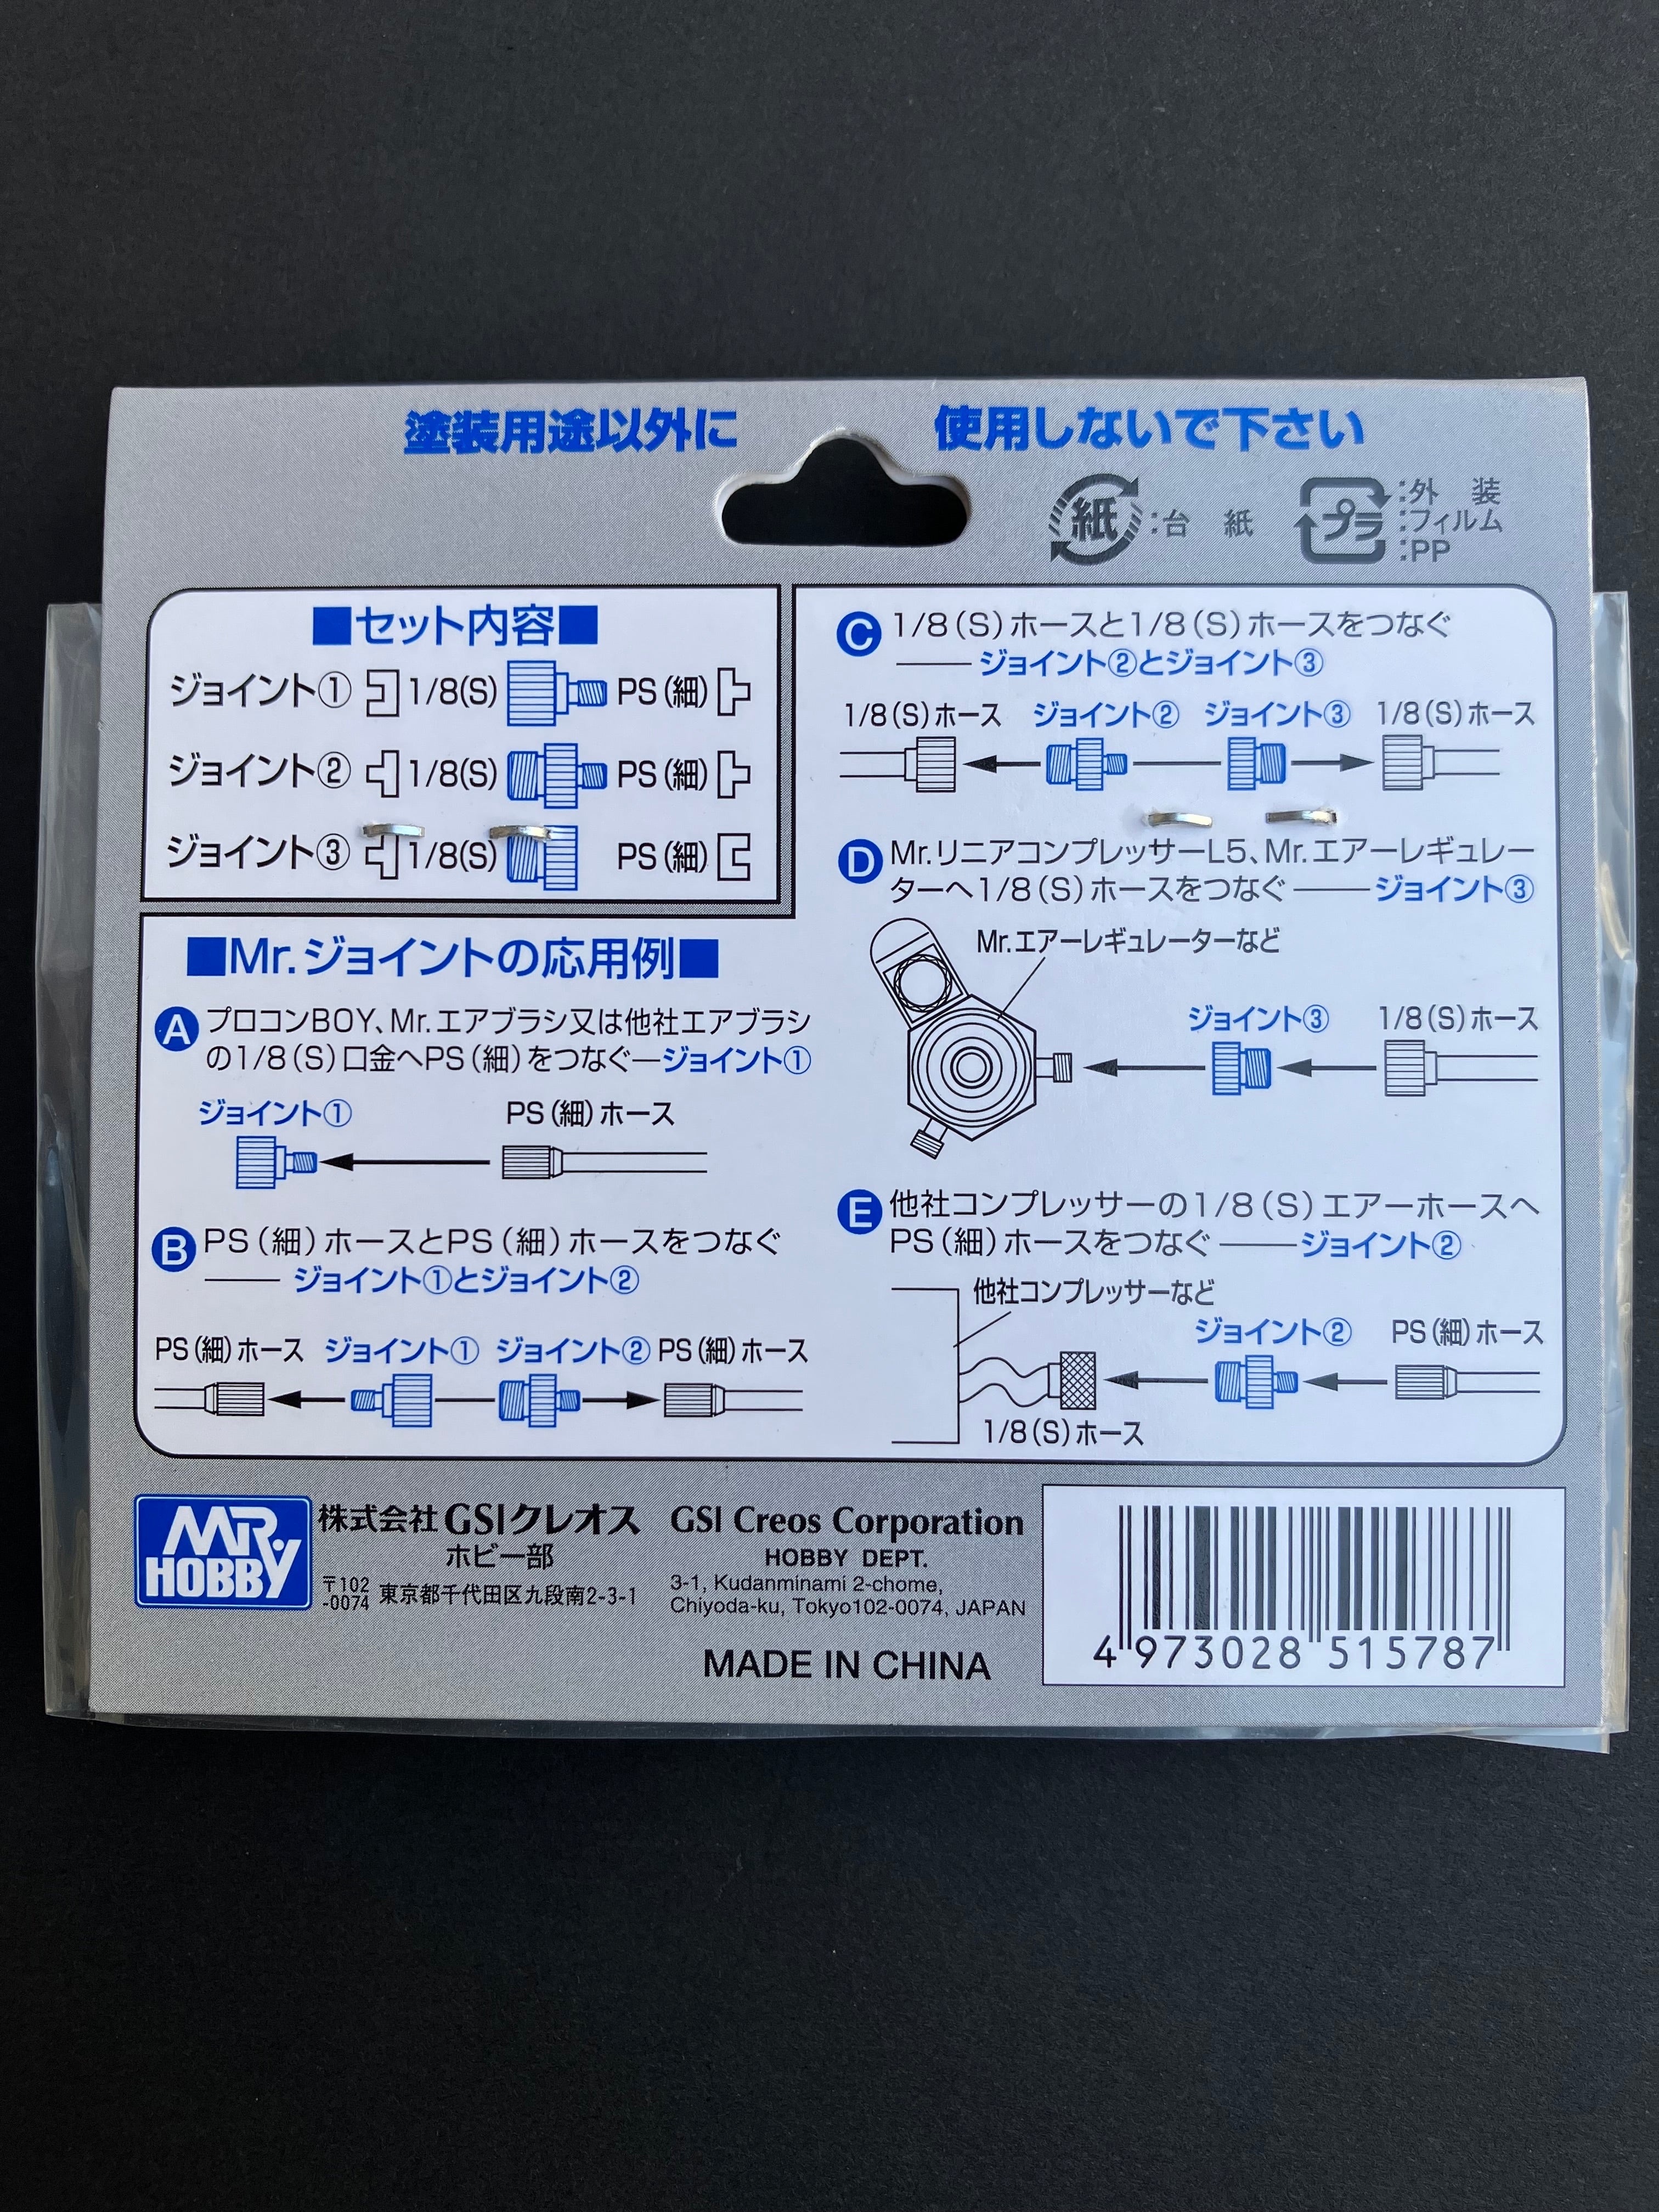 塗装用途以外に 使用しないで下さい
紙 :台 紙
プラ :外 装
:フィルム
:PP
■セット内容■
ジョイント① 1/8(S) PS(細)
ジョイント② 1/8(S) PS(細)
ジョイント③ 1/8(S) PS(細)
■Mr.ジョイントの応用例■
A プロコンBOY、Mr.エアブラシ又は他社エアブラシ
の1/8(S)口金へPS(細)をつなぐ―ジョイント①
ジョイント① PS(細)ホース
B PS(細)ホースとPS(細)ホースをつなぐ
―― ジョイント①とジョイント②
PS(細)ホース ジョイント① ジョイント② PS(細)ホース
C 1/8(S)ホースと1/8(S)ホースをつなぐ
―― ジョイント②とジョイント③
1/8(S)ホース ジョイント② ジョイント③ 1/8(S)ホース
D Mr.リニアコンプレッサーL5、Mr.エアーレギュレー
ターへ1/8(S)ホースをつなぐ――ジョイント③
Mr.エアーレギュレーターなど
ジョイント③ 1/8(S)ホース
E 他社コンプレッサーの1/8(S)エアーホースへ
PS(細)ホースをつなぐ――ジョイント②
他社コンプレッサーなど
ジョイント② PS(細)ホース
1/8(S)ホース
MR. HOBBY
株式会社GSIクレオス
ホビー部
〒102-0074 東京都千代田区九段南2-3-1
GSI Creos Corporation
HOBBY DEPT.
3-1, Kudanminami 2-chome,
Chiyoda-ku, Tokyo102-0074, JAPAN
MADE IN CHINA
4 973028 515787